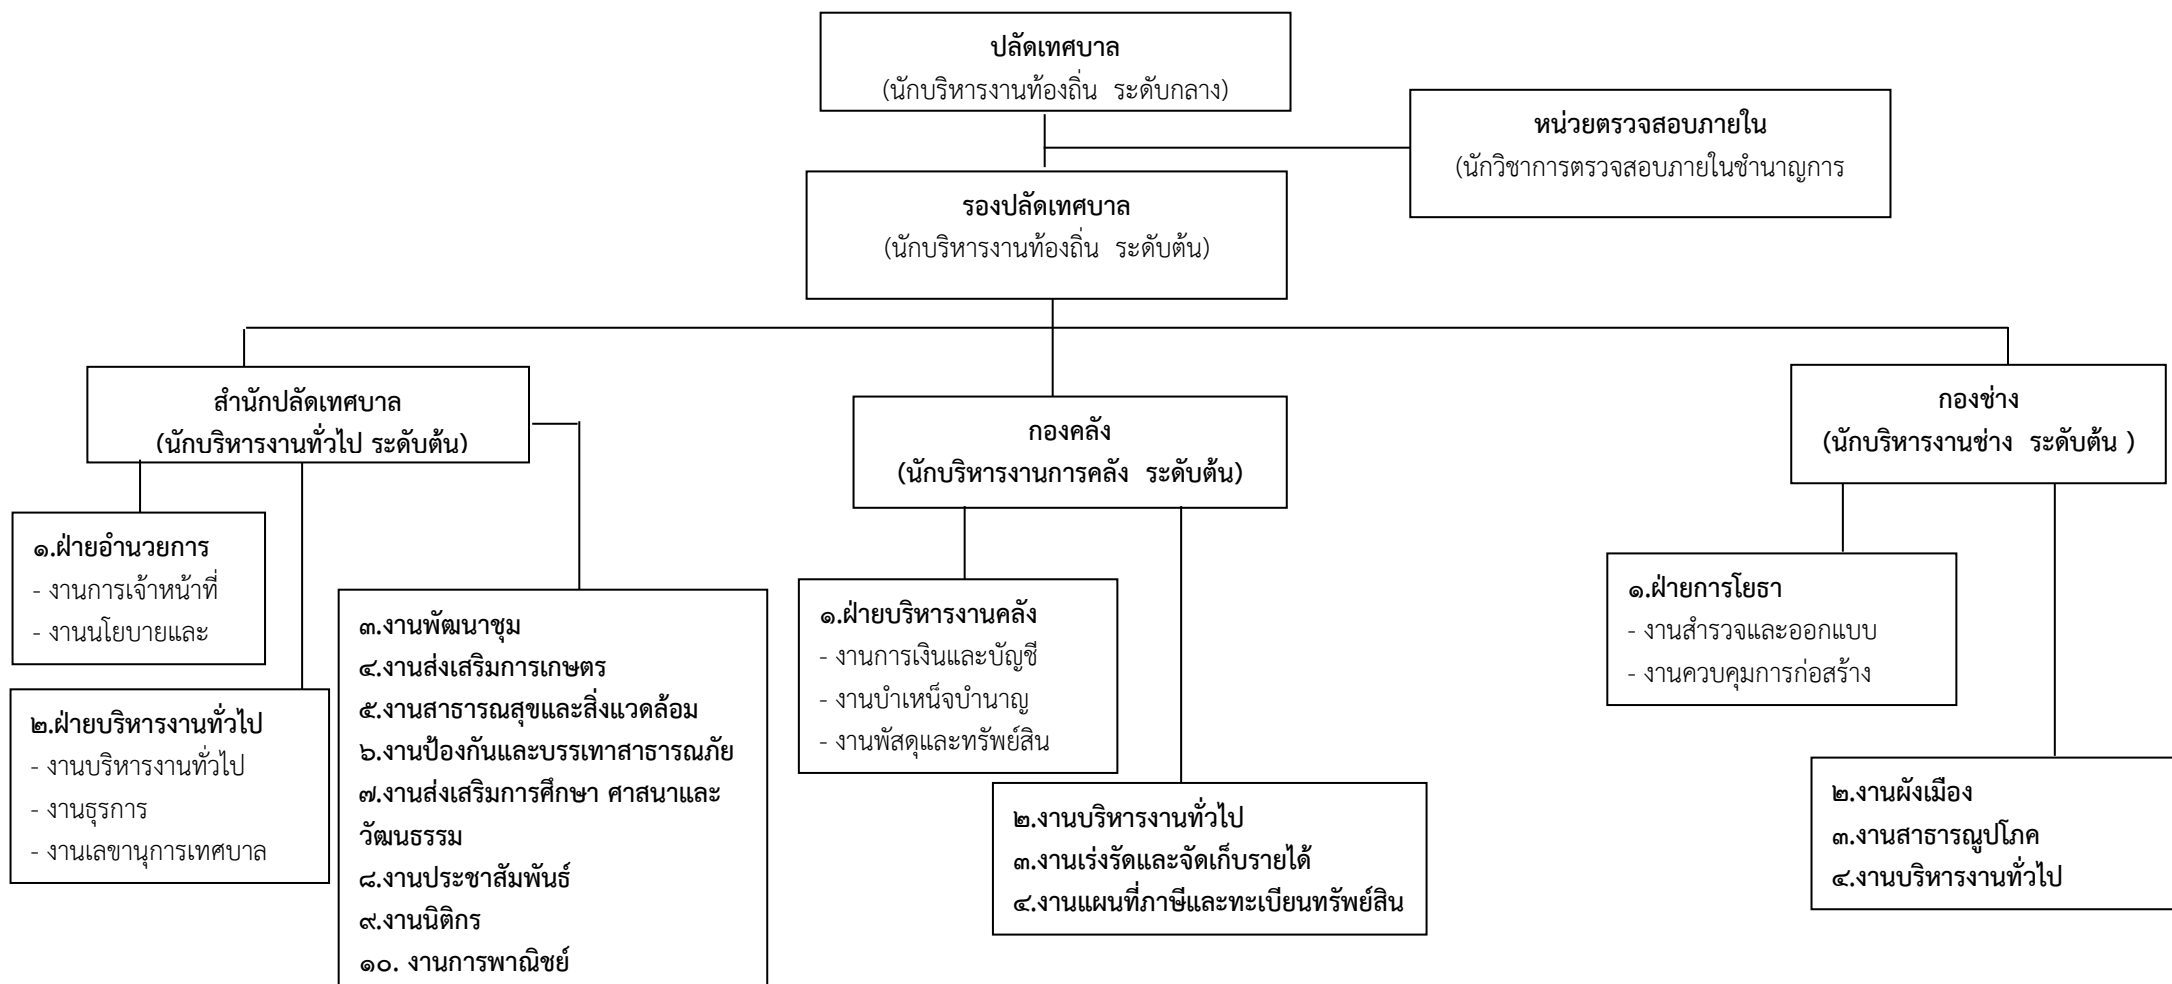 ปลัดเทศบาล
(นักบริหารงานท้องถิ่น ระดับกลาง)
หน่วยตรวจสอบภายใน
(นักวิชาการตรวจสอบภายในชำนาญการ
รองปลัดเทศบาล
(นักบริหารงานท้องถิ่น ระดับต้น)
สำนักปลัดเทศบาล
(นักบริหารงานทั่วไป ระดับต้น)
กองคลัง
(นักบริหารงานการคลัง ระดับต้น)
กองช่าง
(นักบริหารงานช่าง ระดับต้น )
๑.ฝ่ายอำนวยการ
- งานการเจ้าหน้าที่
- งานนโยบายและ
๒.ฝ่ายบริหารงานทั่วไป
- งานบริหารงานทั่วไป
- งานธุรการ
- งานเลขานุการเทศบาล
๓.งานพัฒนาชุม
๔.งานส่งเสริมการเกษตร
๕.งานสาธารณสุขและสิ่งแวดล้อม
๖.งานป้องกันและบรรเทาสาธารณภัย
๗.งานส่งเสริมการศึกษา ศาสนาและ
วัฒนธรรม
๘.งานประชาสัมพันธ์
๙.งานนิติกร
๑๐. งานการพาณิชย์
๑.ฝ่ายบริหารงานคลัง
- งานการเงินและบัญชี
- งานบำเหน็จบำนาญ
- งานพัสดุและทรัพย์สิน
๒.งานบริหารงานทั่วไป
๓.งานเร่งรัดและจัดเก็บรายได้
๔.งานแผนที่ภาษีและทะเบียนทรัพย์สิน
๑.ฝ่ายการโยธา
- งานสำรวจและออกแบบ
- งานควบคุมการก่อสร้าง
๒.งานผังเมือง
๓.งานสาธารณูปโภค
๔.งานบริหารงานทั่วไป